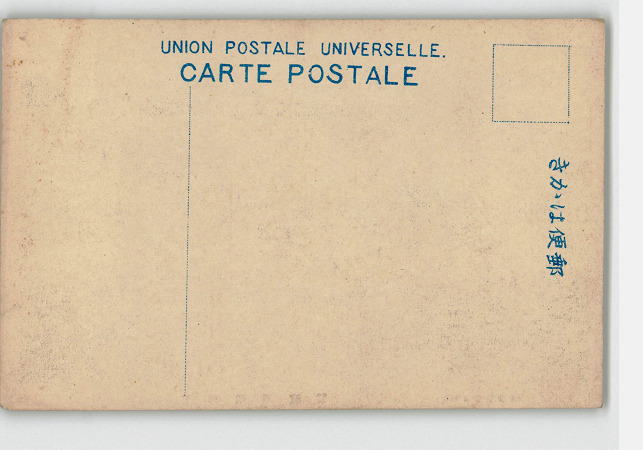 UNION POSTALE UNIVERSELLE.
CARTE POSTALE
郵便はかき